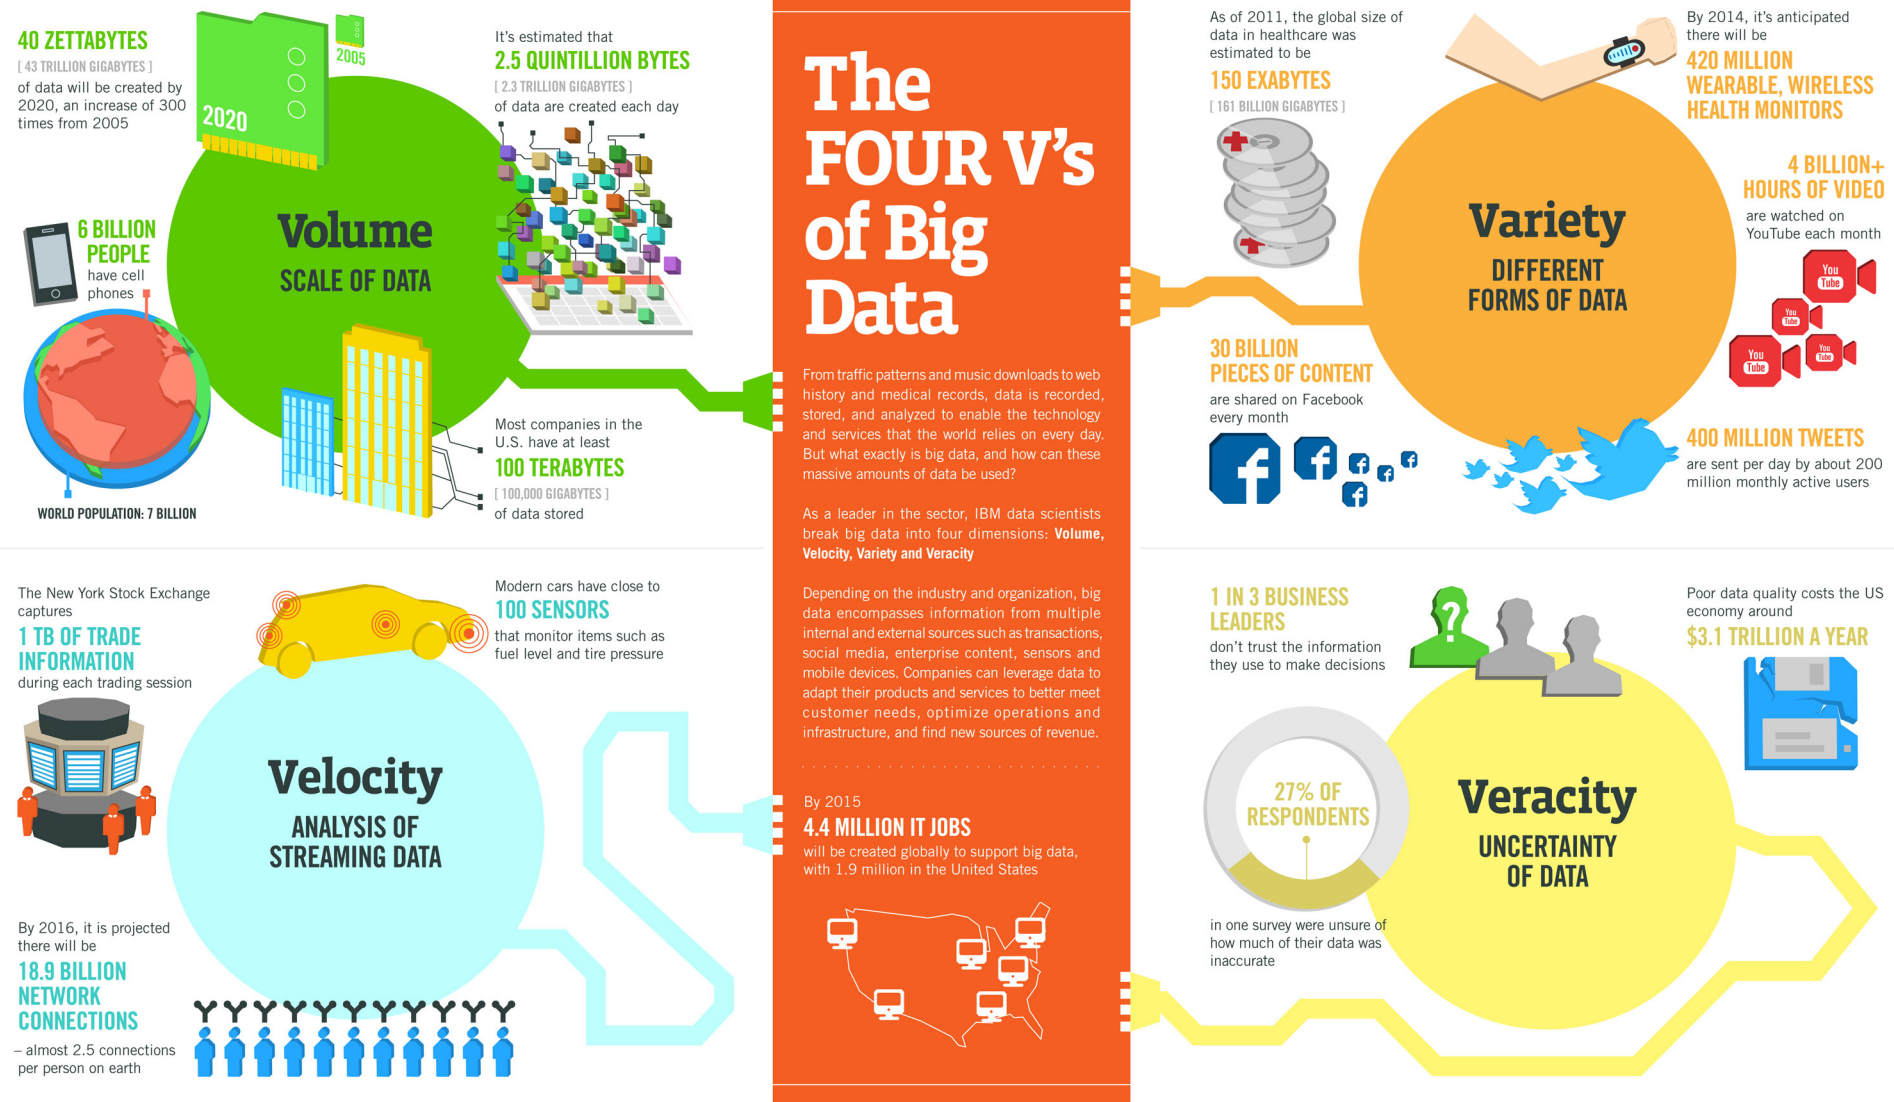 40 ZETTABYTES
[ 43 TRILLION GIGABYTES ]
of data will be created by
2020, an increase of 300
times from 2005
2020
2005
It's estimated that
2.5 QUINTILLION BYTES
[ 2.3 TRILLION GIGABYTES ]
of data are created each day
6 BILLION
PEOPLE
have cell
phones
WORLD POPULATION: 7 BILLION
Volume
SCALE OF DATA
Most companies in the
U.S. have at least
100 TERABYTES
[ 100,000 GIGABYTES ]
of data stored
The New York Stock Exchange
captures
1 TB OF TRADE
INFORMATION
during each trading session
Modern cars have close to
100 SENSORS
that monitor items such as
fuel level and tire pressure
Velocity
ANALYSIS OF
STREAMING DATA
By 2016, it is projected
there will be
18.9 BILLION
NETWORK
CONNECTIONS
– almost 2.5 connections
per person on earth
The
FOUR V's
of Big
Data
From traffic patterns and music downloads to web
history and medical records, data is recorded,
stored, and analyzed to enable the technology
and services that the world relies on every day.
But what exactly is big data, and how can these
massive amounts of data be used?
As a leader in the sector, IBM data scientists
break big data into four dimensions: Volume,
Velocity, Variety and Veracity
Depending on the industry and organization, big
data encompasses information from multiple
internal and external sources such as transactions,
social media, enterprise content, sensors and
mobile devices. Companies can leverage data to
adapt their products and services to better meet
customer needs, optimize operations and
infrastructure, and find new sources of revenue.
By 2015
4.4 MILLION IT JOBS
will be created globally to support big data,
with 1.9 million in the United States
As of 2011, the global size of
data in healthcare was
estimated to be
150 EXABYTES
[ 161 BILLION GIGABYTES ]
By 2014, it's anticipated
there will be
420 MILLION
WEARABLE, WIRELESS
HEALTH MONITORS
4 BILLION+
HOURS OF VIDEO
are watched on
YouTube each month
You
Tube
You
Tube
You
Tube
You
Tube
Variety
DIFFERENT
FORMS OF DATA
30 BILLION
PIECES OF CONTENT
are shared on Facebook
every month
f
f
f
f
f
f
400 MILLION TWEETS
are sent per day by about 200
million monthly active users
1 IN 3 BUSINESS
LEADERS
don't trust the information
they use to make decisions
?
Poor data quality costs the US
economy around
$3.1 TRILLION A YEAR
27% OF
RESPONDENTS
in one survey were unsure of
how much of their data was
inaccurate
Veracity
UNCERTAINTY
OF DATA